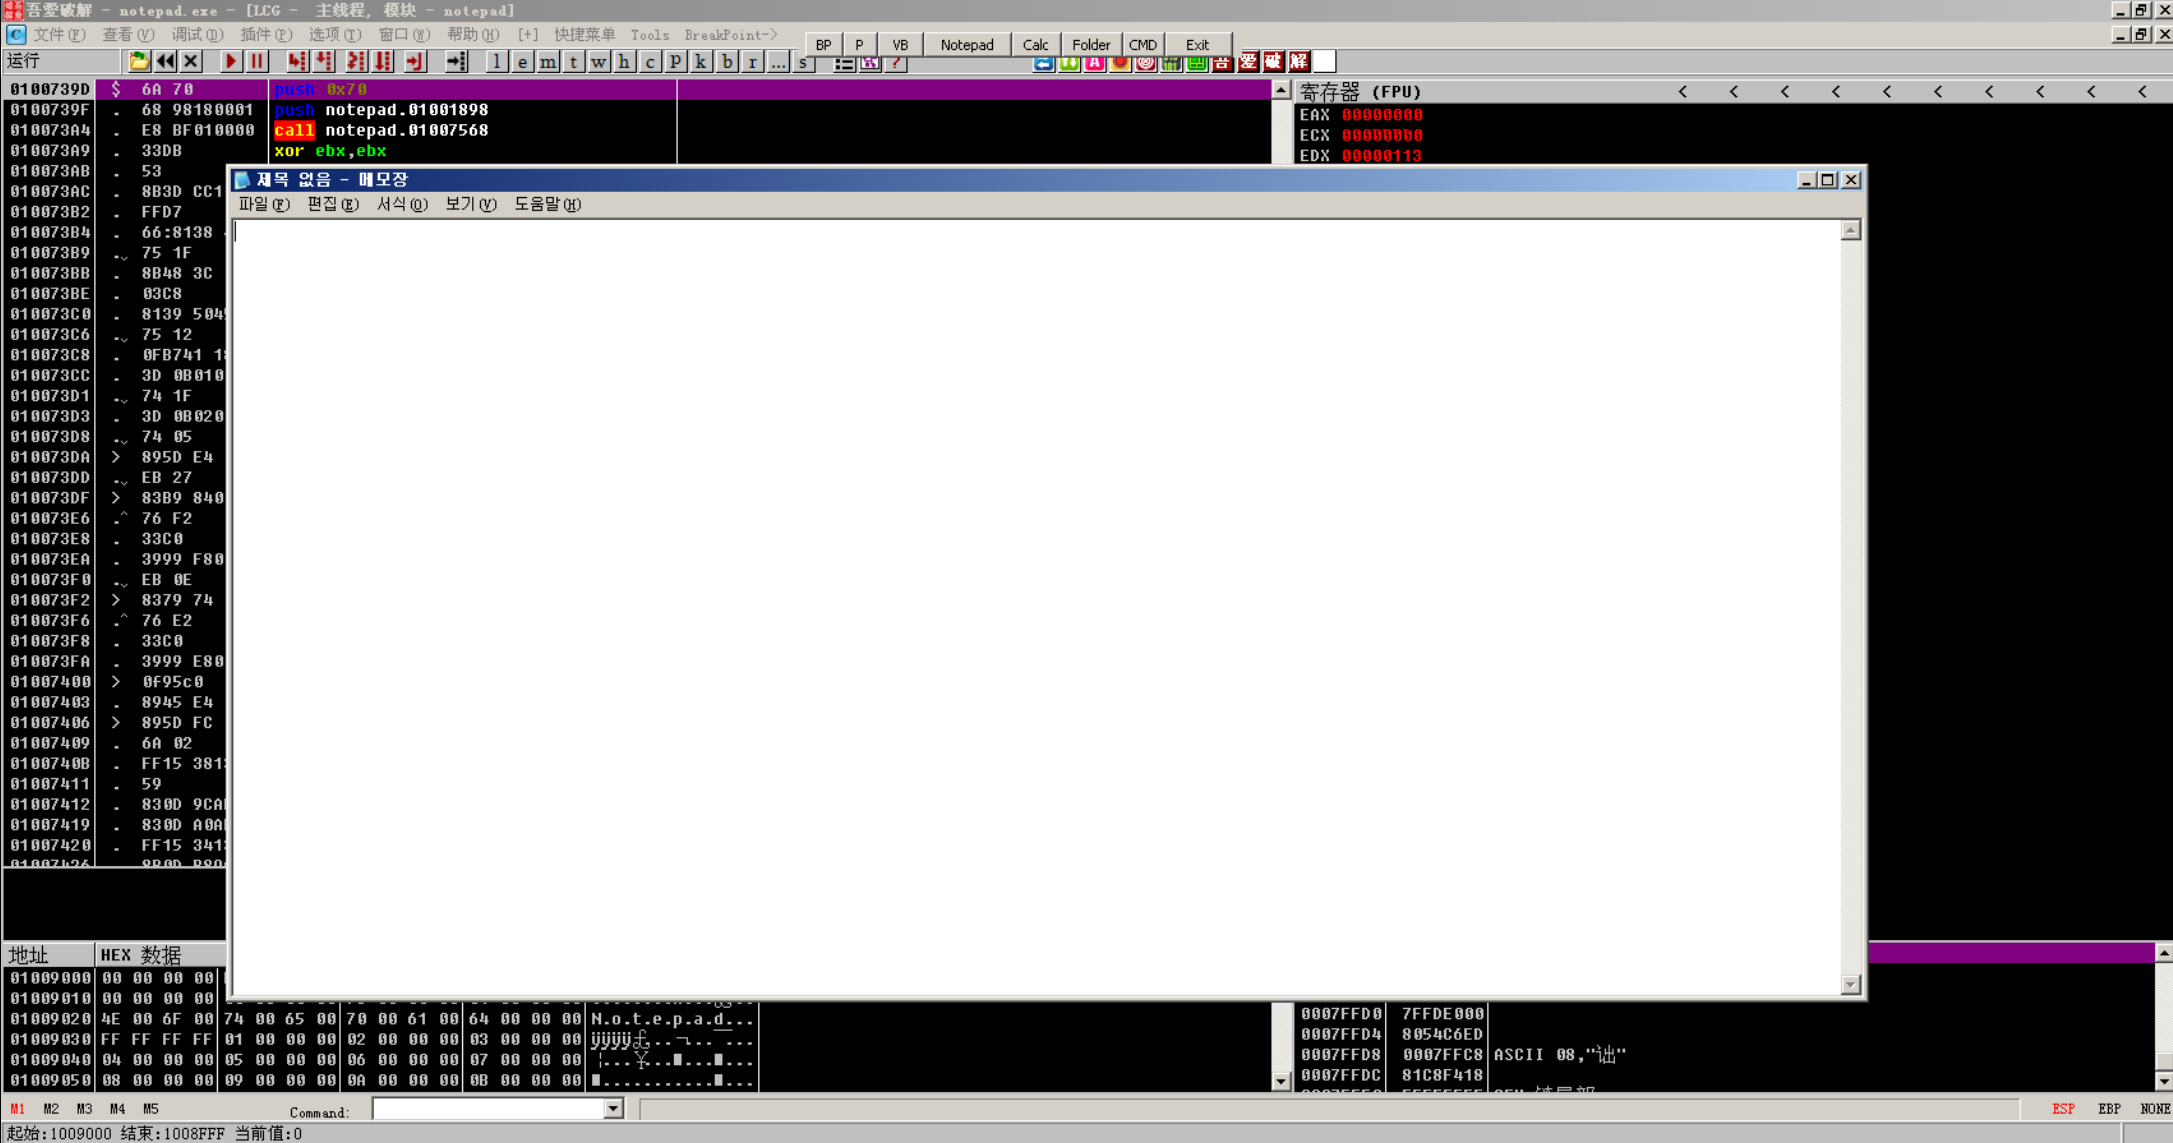 吾爱破解 - notepad.exe - [LCG -  主线程, 模块 - notepad]
文件(F) 查看(V) 调试(D) 插件(P) 选项(T) 窗口(W) 帮助(H) [+] 快捷菜单 Tools BreakPoint->
BP P VB Notepad Calc Folder CMD Exit
运行 l e m t w h c p k b r ... s ? 吾 爱 破 解
0100739D $ 6A 70 push 0x70
0100739F . 68 98180001 push notepad.01001898
010073A4 . E8 BF010000 call notepad.01007568
010073A9 . 33DB xor ebx,ebx
010073AB . 53
010073AC . 8B3D CC1
010073B2 . FFD7
010073B4 . 66:8138
010073B9 . 75 1F
010073BB . 8B48 3C
010073BE . 03C8
010073C0 . 8139 504
010073C6 . 75 12
010073C8 . 0FB741 1
010073CC . 3D 0B010
010073D1 . 74 1F
010073D3 . 3D 0B020
010073D8 . 74 05
010073DA > 895D E4
010073DD . EB 27
010073DF > 83B9 840
010073E6 .^ 76 F2
010073E8 . 33C0
010073EA . 3999 F80
010073F0 . EB 0E
010073F2 > 8379 74
010073F6 .^ 76 E2
010073F8 . 33C0
010073FA . 3999 E80
01007400 > 0f95c0
01007403 . 8945 E4
01007406 > 895D FC
01007409 . 6A 02
0100740B . FF15 381
01007411 . 59
01007412 . 830D 9CA
01007419 . 830D A0A
01007420 . FF15 341
寄存器 (FPU) < < < < < < < < < <
EAX 00000000
ECX 00000000
EDX 00000113
제목 없음 - 메모장
파일(F) 편집(E) 서식(O) 보기(V) 도움말(H)
地址 HEX 数据
01009000 00 00 00 00
01009010 00 00 00 00
01009020 4E 00 6F 00 74 00 65 00 70 00 61 00 64 00 00 00 N.o.t.e.p.a.d...
01009030 FF FF FF FF 01 00 00 00 02 00 00 00 03 00 00 00
01009040 04 00 00 00 05 00 00 00 06 00 00 00 07 00 00 00
01009050 08 00 00 00 09 00 00 00 0A 00 00 00 0B 00 00 00
0007FFD0 7FFDE000
0007FFD4 8054C6ED
0007FFD8 0007FFC8 ASCII 08,"诎"
0007FFDC 81C8F418
M1 M2 M3 M4 M5 Command: ESP EBP NONE
起始:1009000 结束:1008FFF 当前值:0